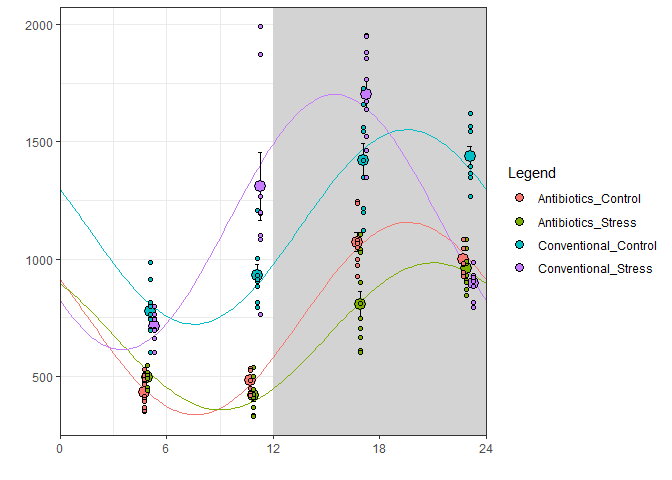 2000
1500
1000
500
0
6
12
18
24
Legend
Antibiotics_Control
Antibiotics_Stress
Conventional_Control
Conventional_Stress